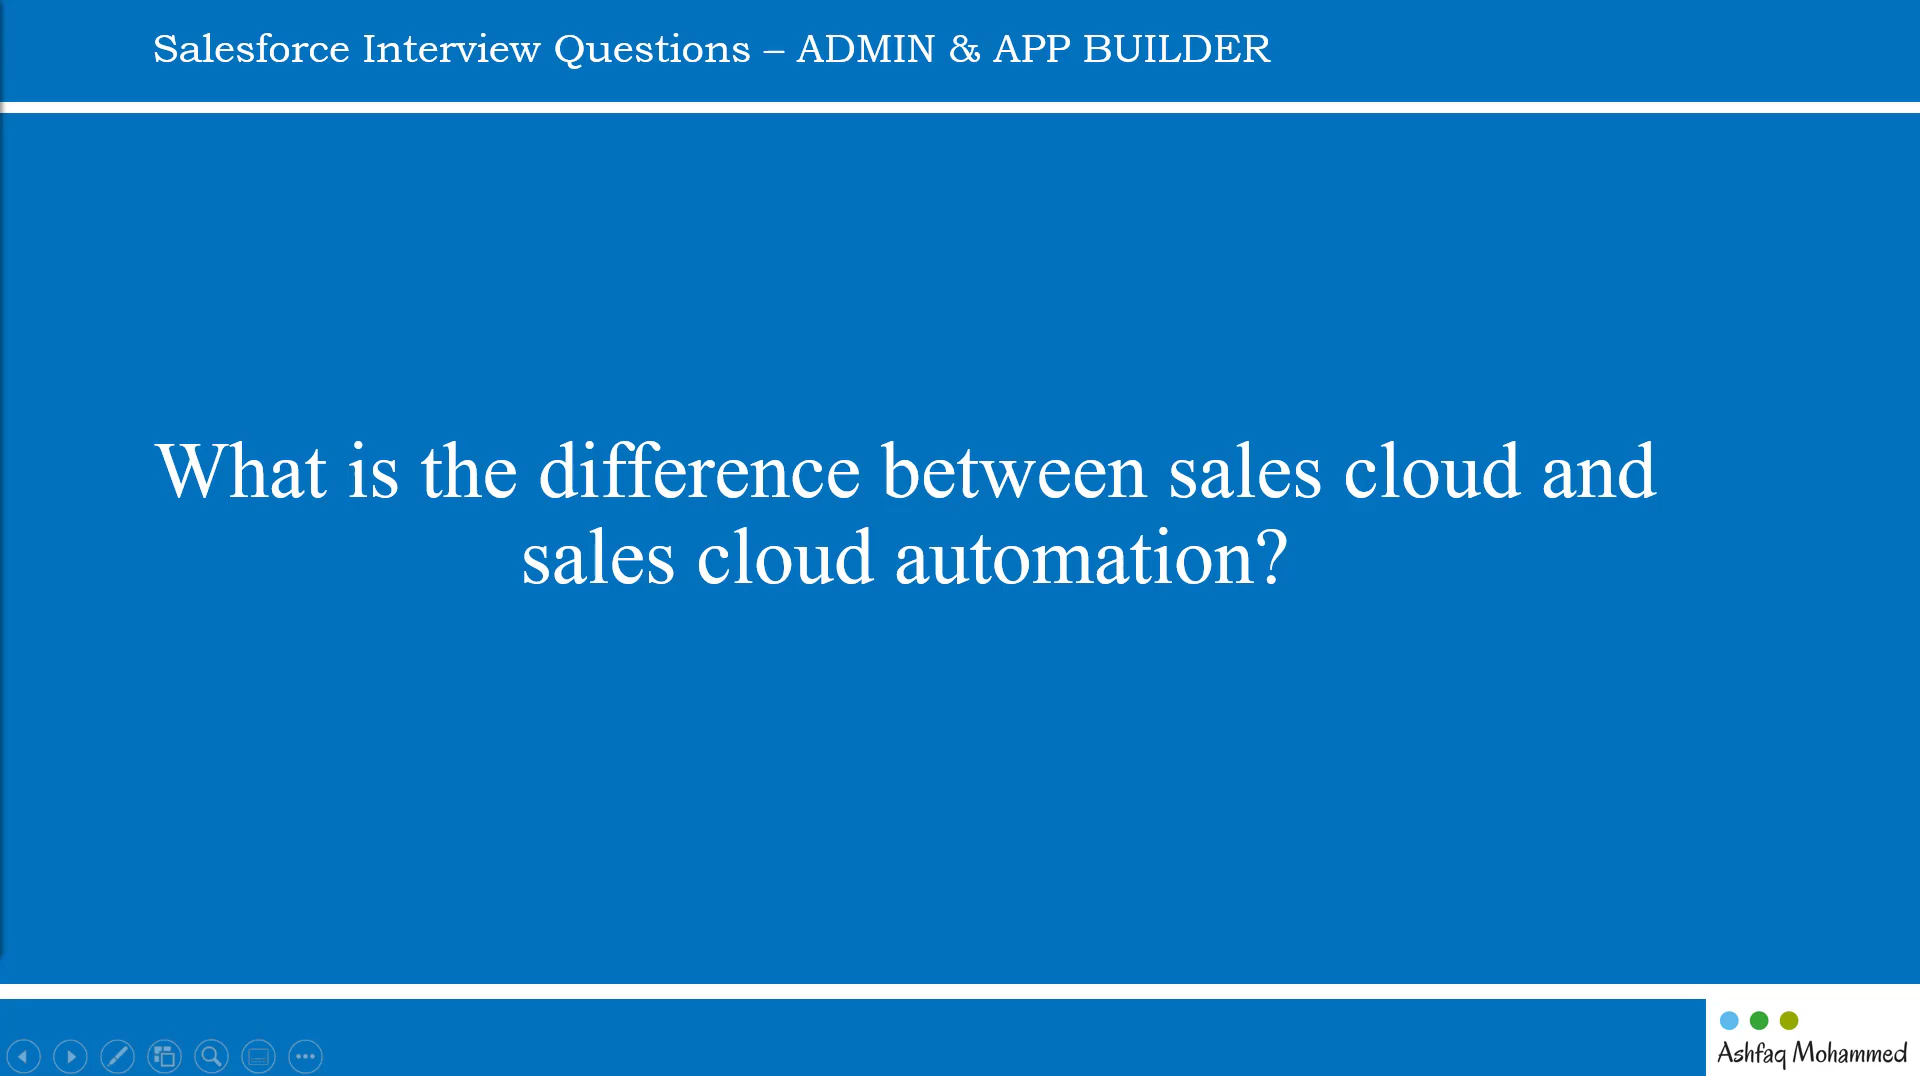 Salesforce Interview Questions – ADMIN & APP BUILDER
What is the difference between sales cloud and
sales cloud automation?
Ashfaq Mohammed